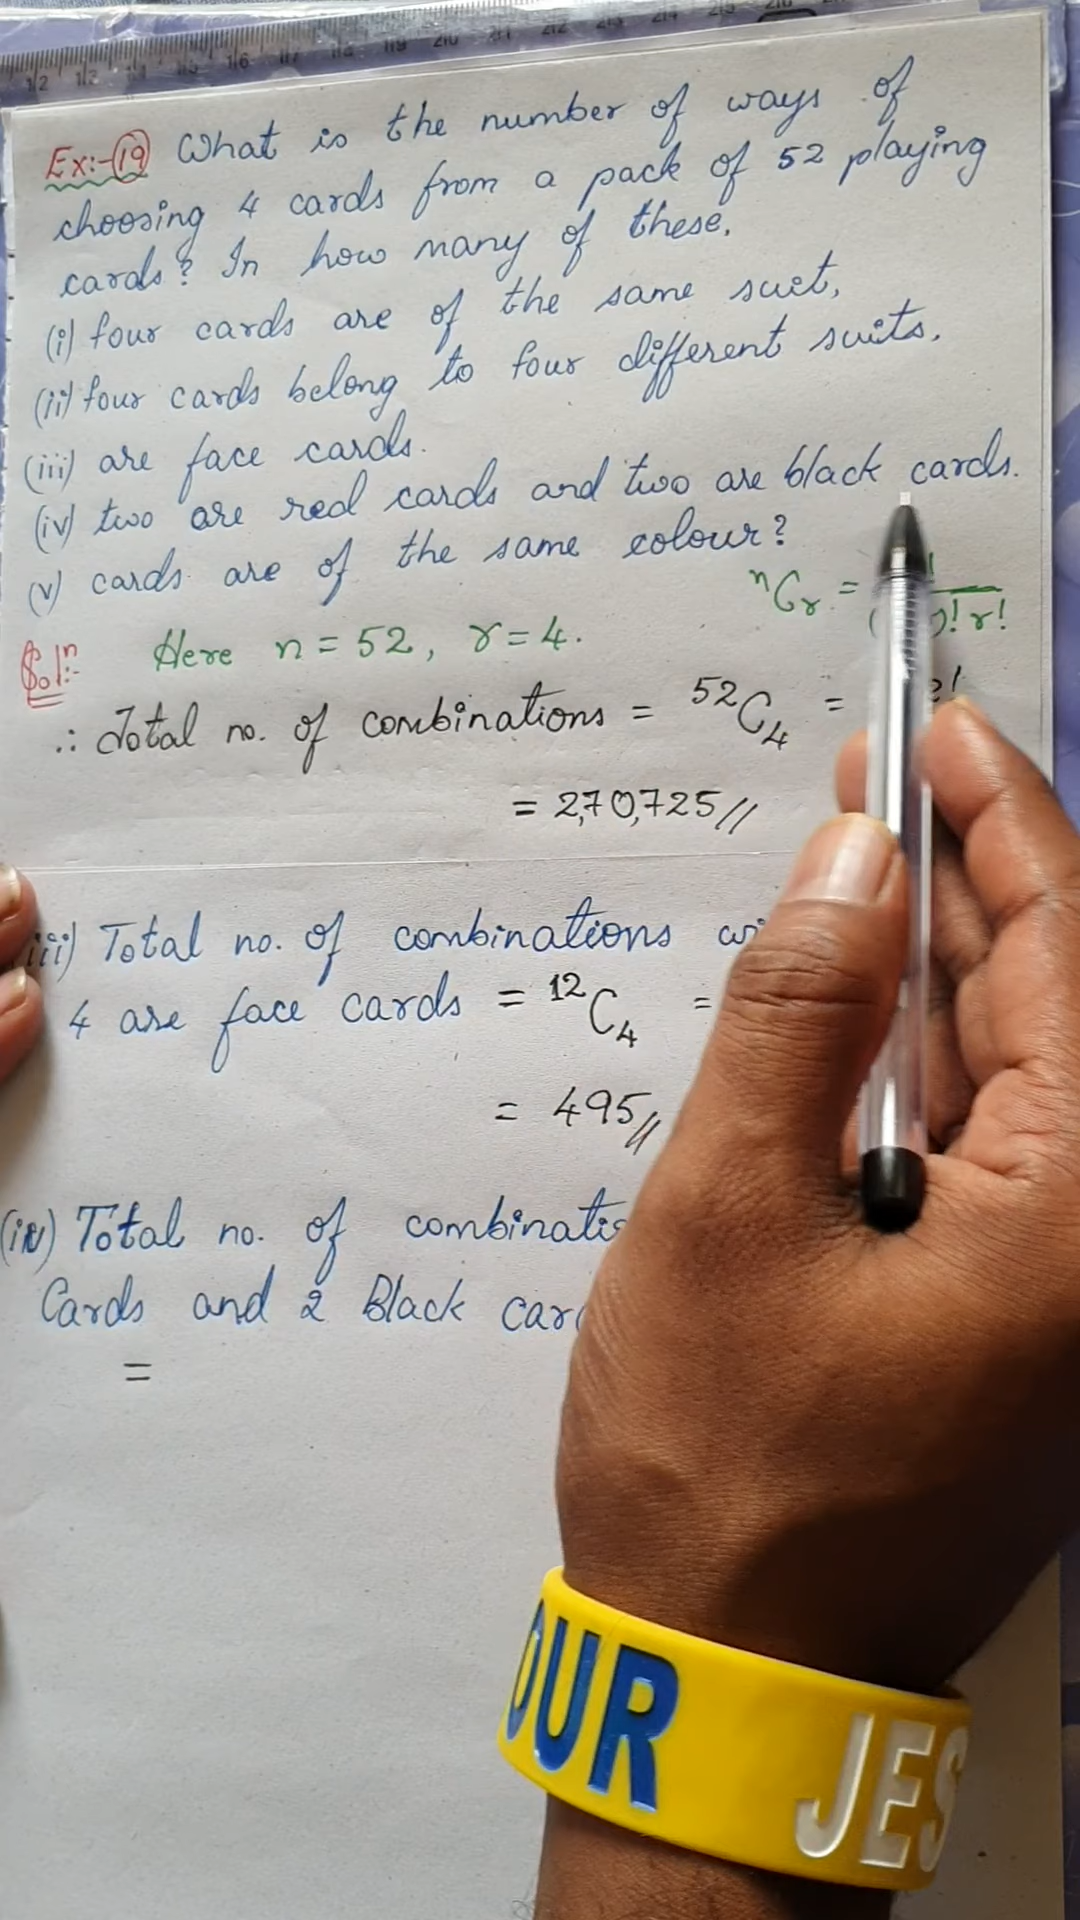 Ex:-19 What is the number of ways of
choosing 4 cards from a pack of 52 playing
cards? In how many of these,
(i) four cards are of the same suit,
(ii) four cards belong to four different suits,
(iii) are face cards.
(iv) two are red cards and two are black cards.
(v) cards are of the same colour?
ⁿCᵣ = )! r!
Solⁿ:- Here n = 52, r = 4.
∴ Total no. of combinations = ⁵²C₄ =
= 2,70,725//
iii) Total no. of combinations
4 are face cards = ¹²C₄ =
= 495//
(iv) Total no. of
Cards and 2 Black
=
OUR JES